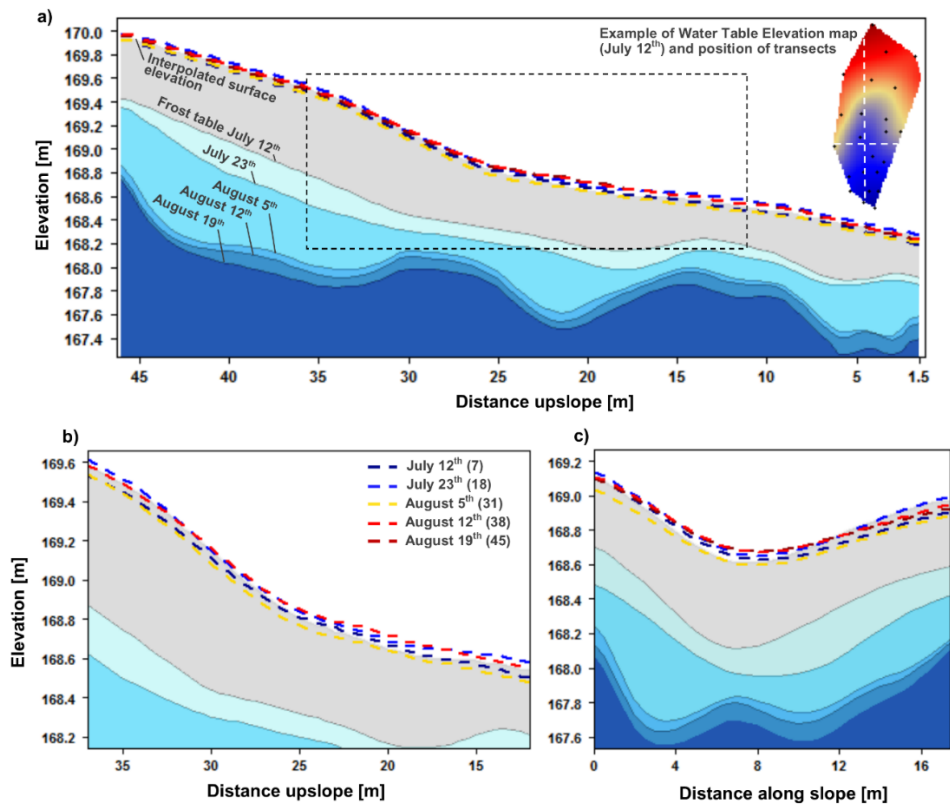 a)
Example of Water Table Elevation map
(July 12th) and position of transects
Elevation [m]
170.0
169.8
169.6
169.4
169.2
169.0
168.8
168.6
168.4
168.2
168.0
167.8
167.6
167.4
Interpolated surface
elevation
Frost table July 12th
July 23th
August 5th
August 12th
August 19th
45
40
35
30
25
20
15
10
5
1.5
Distance upslope [m]
b)
Elevation [m]
169.6
169.4
169.2
169.0
168.8
168.6
168.4
168.2
July 12th (7)
July 23th (18)
August 5th (31)
August 12th (38)
August 19th (45)
35
30
25
20
15
Distance upslope [m]
c)
169.2
169.0
168.8
168.6
168.4
168.2
168.0
167.8
167.6
0
4
8
12
16
Distance along slope [m]